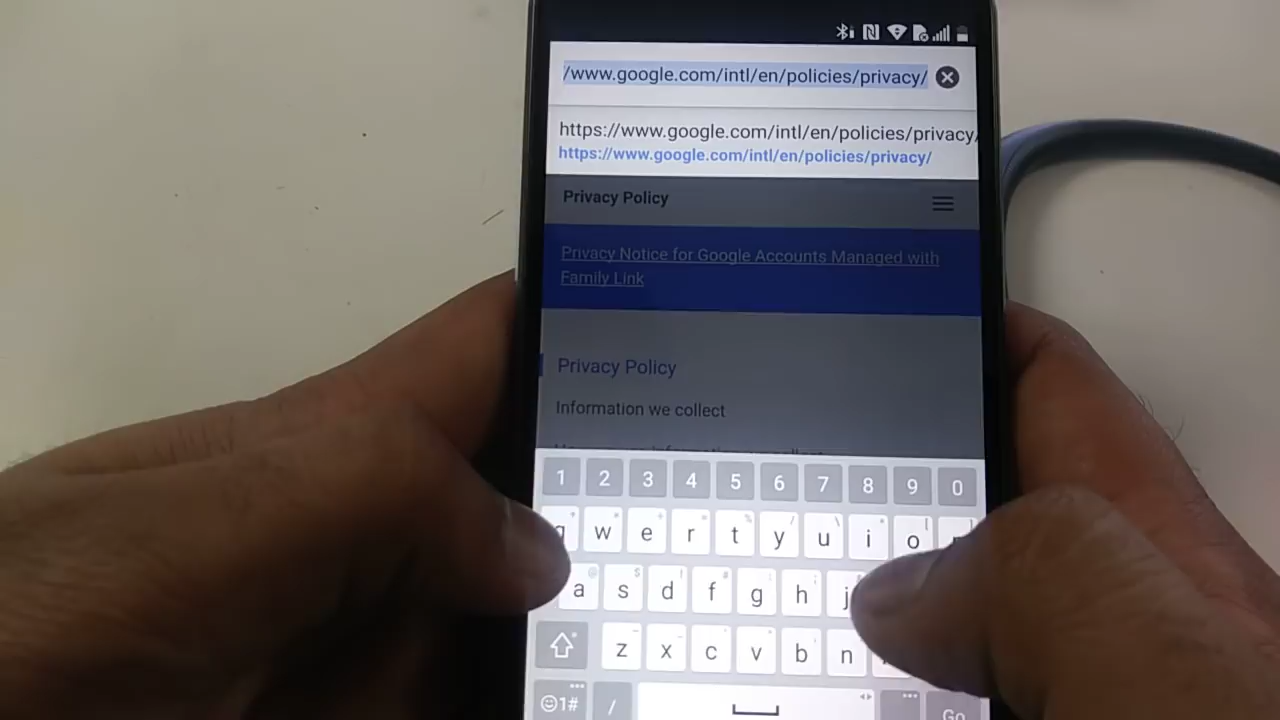 /www.google.com/intl/en/policies/privacy/
https://www.google.com/intl/en/policies/privacy/
https://www.google.com/intl/en/policies/privacy/
Privacy Policy
Privacy Notice for Google Accounts Managed with
Family Link
Privacy Policy
Information we collect
1 2 3 4 5 6 7 8 9 0
q w e r t y u i o
a s d f g h j
z x c v b n
1# / Go